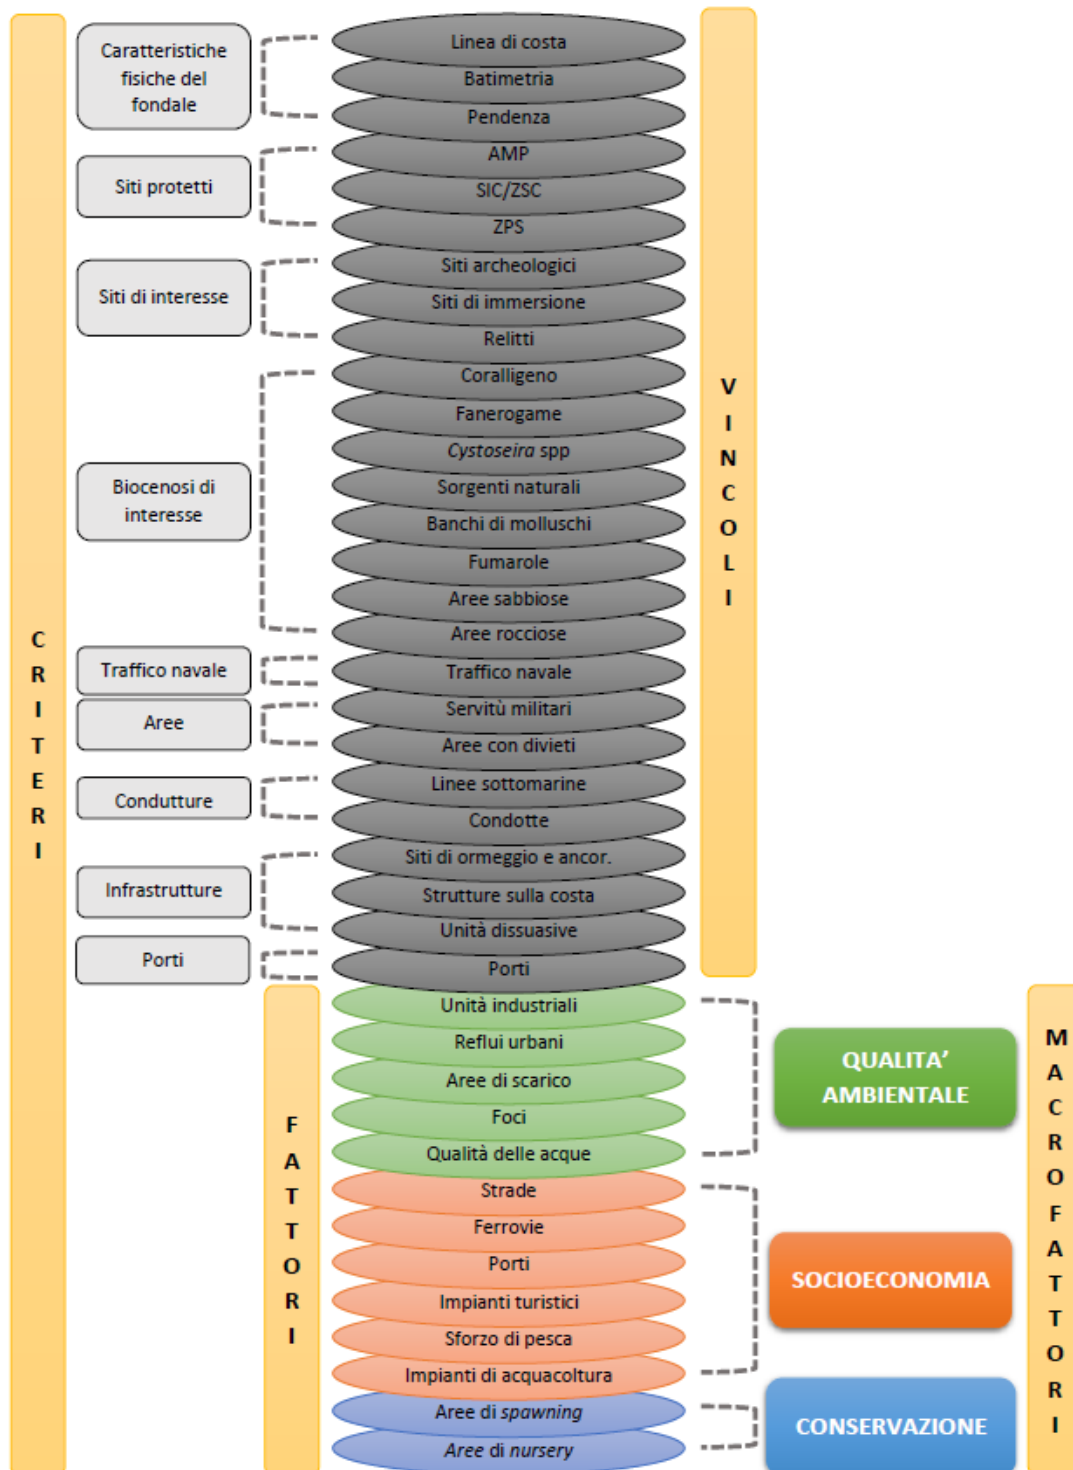 CRITERI
Caratteristiche
fisiche del
fondale
Siti protetti
Siti di interesse
Biocenosi di
interesse
Traffico navale
Aree
Condutture
Infrastrutture
Porti
Linea di costa
Batimetria
Pendenza
AMP
SIC/ZSC
ZPS
Siti archeologici
Siti di immersione
Relitti
Coralligeno
Fanerogame
Cystoseira spp
Sorgenti naturali
Banchi di molluschi
Fumarole
Aree sabbiose
Aree rocciose
Traffico navale
Servitù militari
Aree con divieti
Linee sottomarine
Condotte
Siti di ormeggio e ancor.
Strutture sulla costa
Unità dissuasive
Porti
VINCOLI
FATTORI
Unità industriali
Reflui urbani
Aree di scarico
Foci
Qualità delle acque
Strade
Ferrovie
Porti
Impianti turistici
Sforzo di pesca
Impianti di acquacoltura
Aree di spawning
Aree di nursery
QUALITA'
AMBIENTALE
SOCIOECONOMIA
CONSERVAZIONE
MACROFATTORI